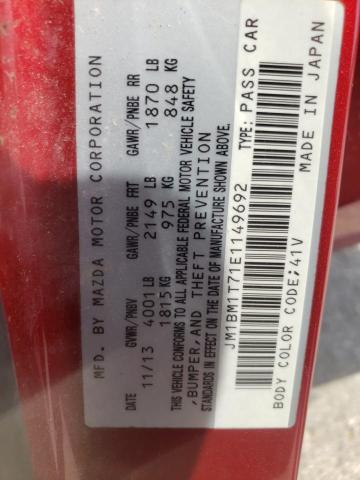 MFD. BY MAZDA MOTOR CORPORATION
DATE GVWR/PNBV GAWR/PNBE FRT GAWR/PNBE RR
11/13 4001 LB 2149 LB 1870 LB
1815 KG 975 KG 848 KG
THIS VEHICLE CONFORMS TO ALL APPLICABLE FEDERAL MOTOR VEHICLE SAFETY
,BUMPER,AND THEFT PREVENTION
STANDARDS IN EFFECT ON THE DATE OF MANUFACTURE SHOWN ABOVE.
JM1BM1T71E1149692 TYPE: PASS CAR
BODY COLOR CODE;41V MADE IN JAPAN